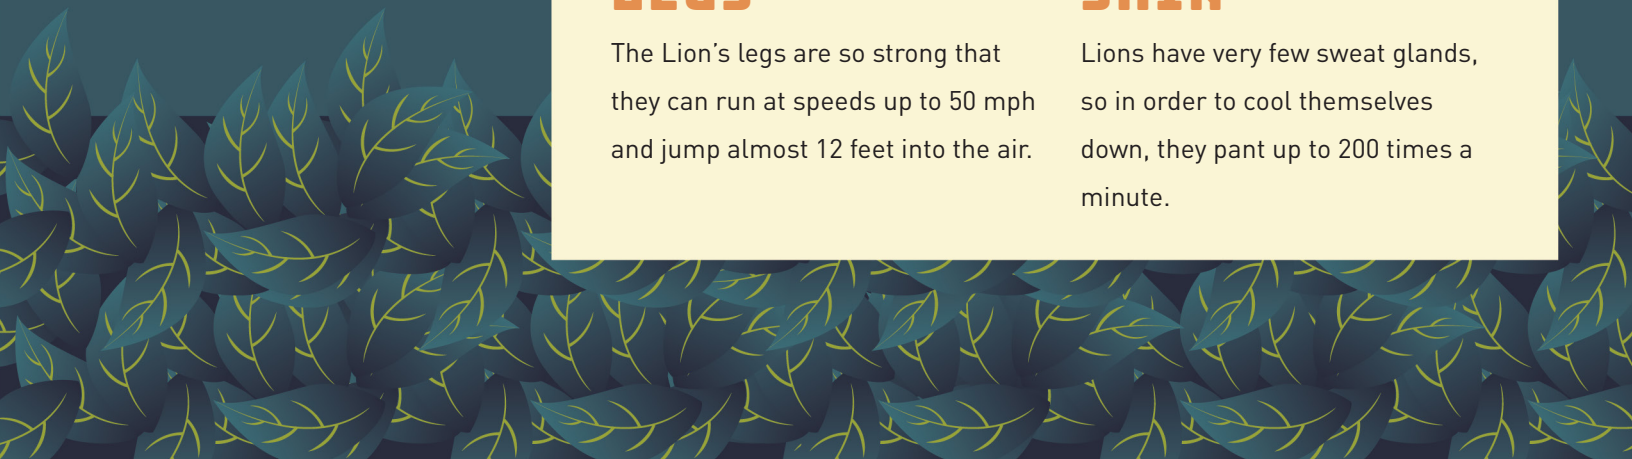 LEGS
The Lion’s legs are so strong that
they can run at speeds up to 50 mph
and jump almost 12 feet into the air.
SKIN
Lions have very few sweat glands,
so in order to cool themselves
down, they pant up to 200 times a
minute.